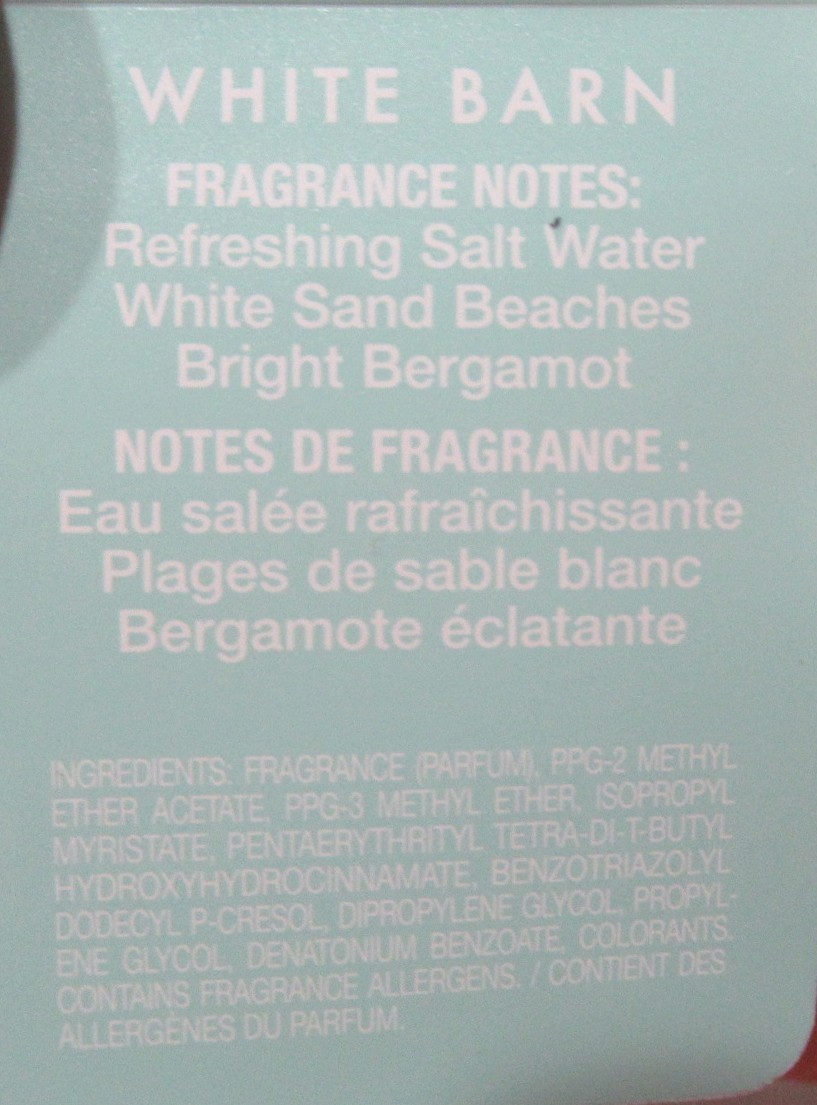 WHITE BARN
FRAGRANCE NOTES:
Refreshing Salt Water
White Sand Beaches
Bright Bergamot
NOTES DE FRAGRANCE :
Eau salée rafraîchissante
Plages de sable blanc
Bergamote éclatante
INGREDIENTS: FRAGRANCE (PARFUM), PPG-2 METHYL
ETHER ACETATE, PPG-3 METHYL ETHER, ISOPROPYL
MYRISTATE, PENTAERYTHRITYL TETRA-DI-T-BUTYL
HYDROXYHYDROCINNAMATE, BENZOTRIAZOLYL
DODECYL P-CRESOL, DIPROPYLENE GLYCOL, PROPYL-
ENE GLYCOL, DENATONIUM BENZOATE, COLORANTS.
CONTAINS FRAGRANCE ALLERGENS. / CONTIENT DES
ALLERGÈNES DU PARFUM.